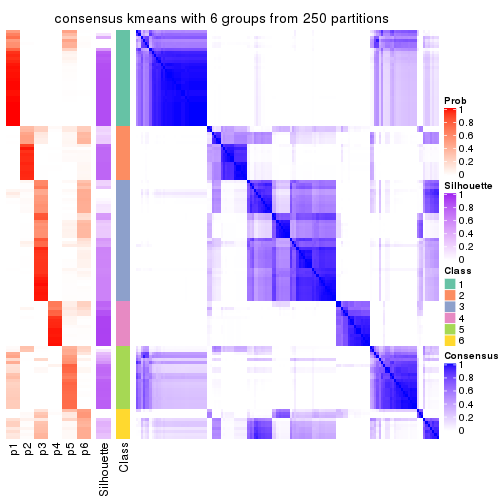 consensus kmeans with 6 groups from 250 partitions
Prob
1
0.8
0.6
0.4
0.2
0
Silhouette
1
0.8
0.6
0.4
0.2
0
Class
1
2
3
4
5
6
Consensus
1
0.8
0.6
0.4
0.2
0
p1
p2
p3
p4
p5
p6
Silhouette
Class